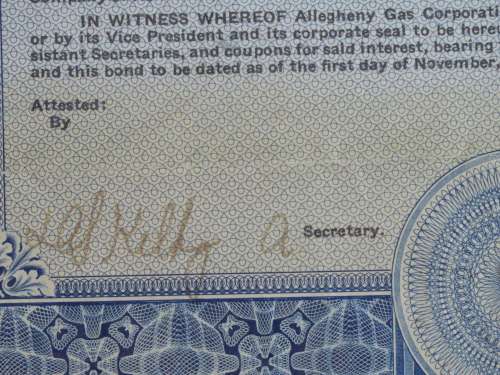 IN WITNESS WHEREOF Allegheny Gas Corporati
or by its Vice President and its corporate seal to be hereu
sistant Secretaries, and coupons for said interest, bearing
and this bond to be dated as of the first day of November,
Attested:
By
Kellogg A Secretary.